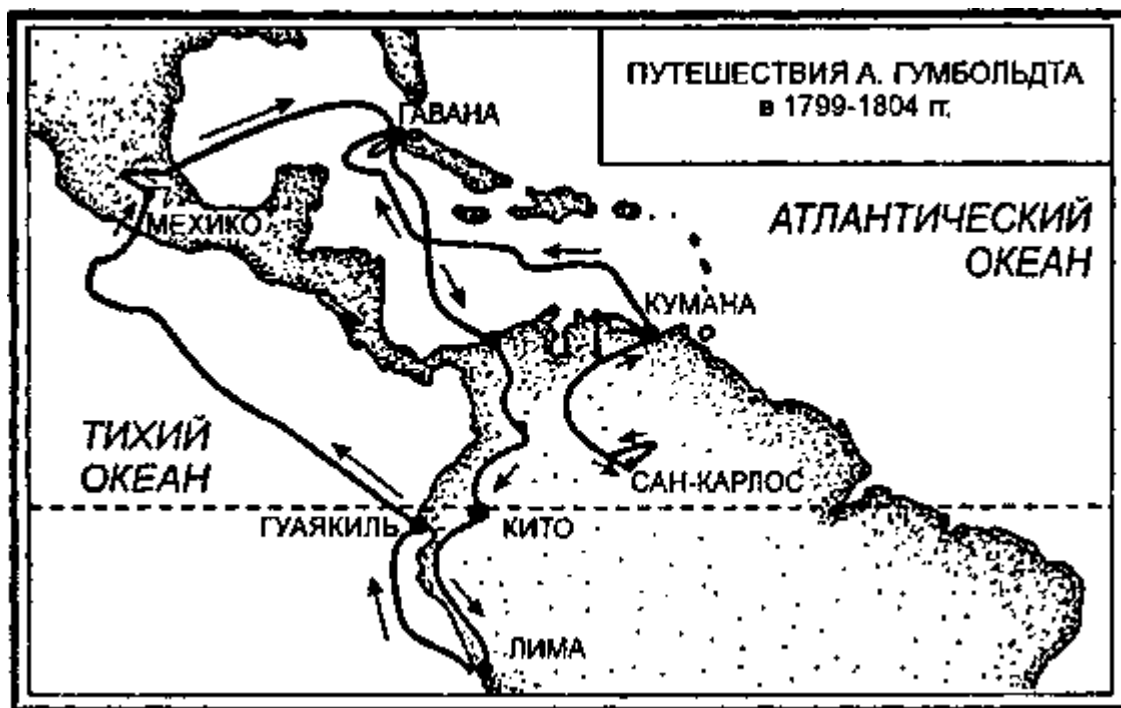 ПУТЕШЕСТВИЯ А. ГУМБОЛЬДТА
в 1799-1804 гг.
ГАВАНА
МЕХИКО
АТЛАНТИЧЕСКИЙ
ОКЕАН
КУМАНА
ТИХИЙ
ОКЕАН
САН-КАРЛОС
ГУАЯКИЛЬ
КИТО
ЛИМА